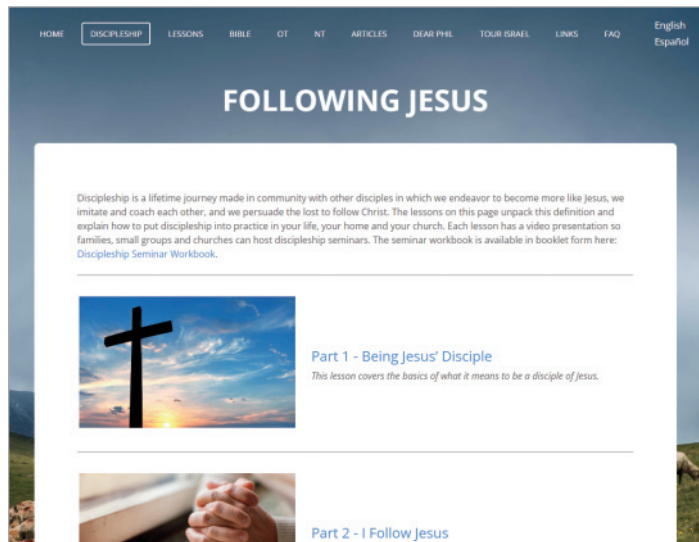 HOME DISCIPLESHIP LESSONS BIBLE OT NT ARTICLES DEAR PHIL TOUR ISRAEL LINKS FAQ English
Español
FOLLOWING JESUS
Discipleship is a lifetime journey made in community with other disciples in which we endeavor to become more like Jesus, we
imitate and coach each other, and we persuade the lost to follow Christ. The lessons on this page unpack this definition and
explain how to put discipleship into practice in your life, your home and your church. Each lesson has a video presentation so
families, small groups and churches can host discipleship seminars. The seminar workbook is available in booklet form here:
Discipleship Seminar Workbook.
Part 1 - Being Jesus' Disciple
This lesson covers the basics of what it means to be a disciple of Jesus.
Part 2 - I Follow Jesus